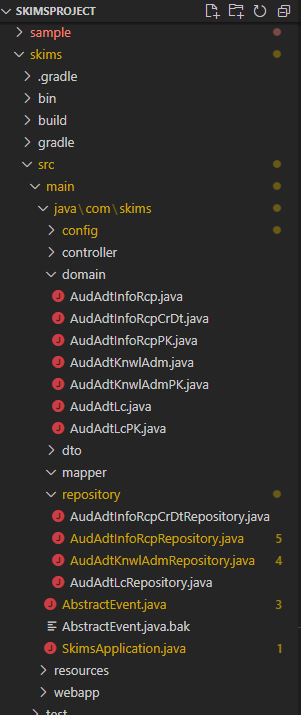 SKIMSPROJECT
sample
skims
.gradle
bin
build
gradle
src
main
java\com\skims
config
controller
domain
AudAdtInfoRcp.java
AudAdtInfoRcpCrDt.java
AudAdtInfoRcpPK.java
AudAdtKnwlAdm.java
AudAdtKnwlAdmPK.java
AudAdtLc.java
AudAdtLcPK.java
dto
mapper
repository
AudAdtInfoRcpCrDtRepository.java
AudAdtInfoRcpRepository.java 5
AudAdtKnwlAdmRepository.java 4
AudAdtLcRepository.java
AbstractEvent.java 3
AbstractEvent.java.bak
SkimsApplication.java 1
resources
webapp
test